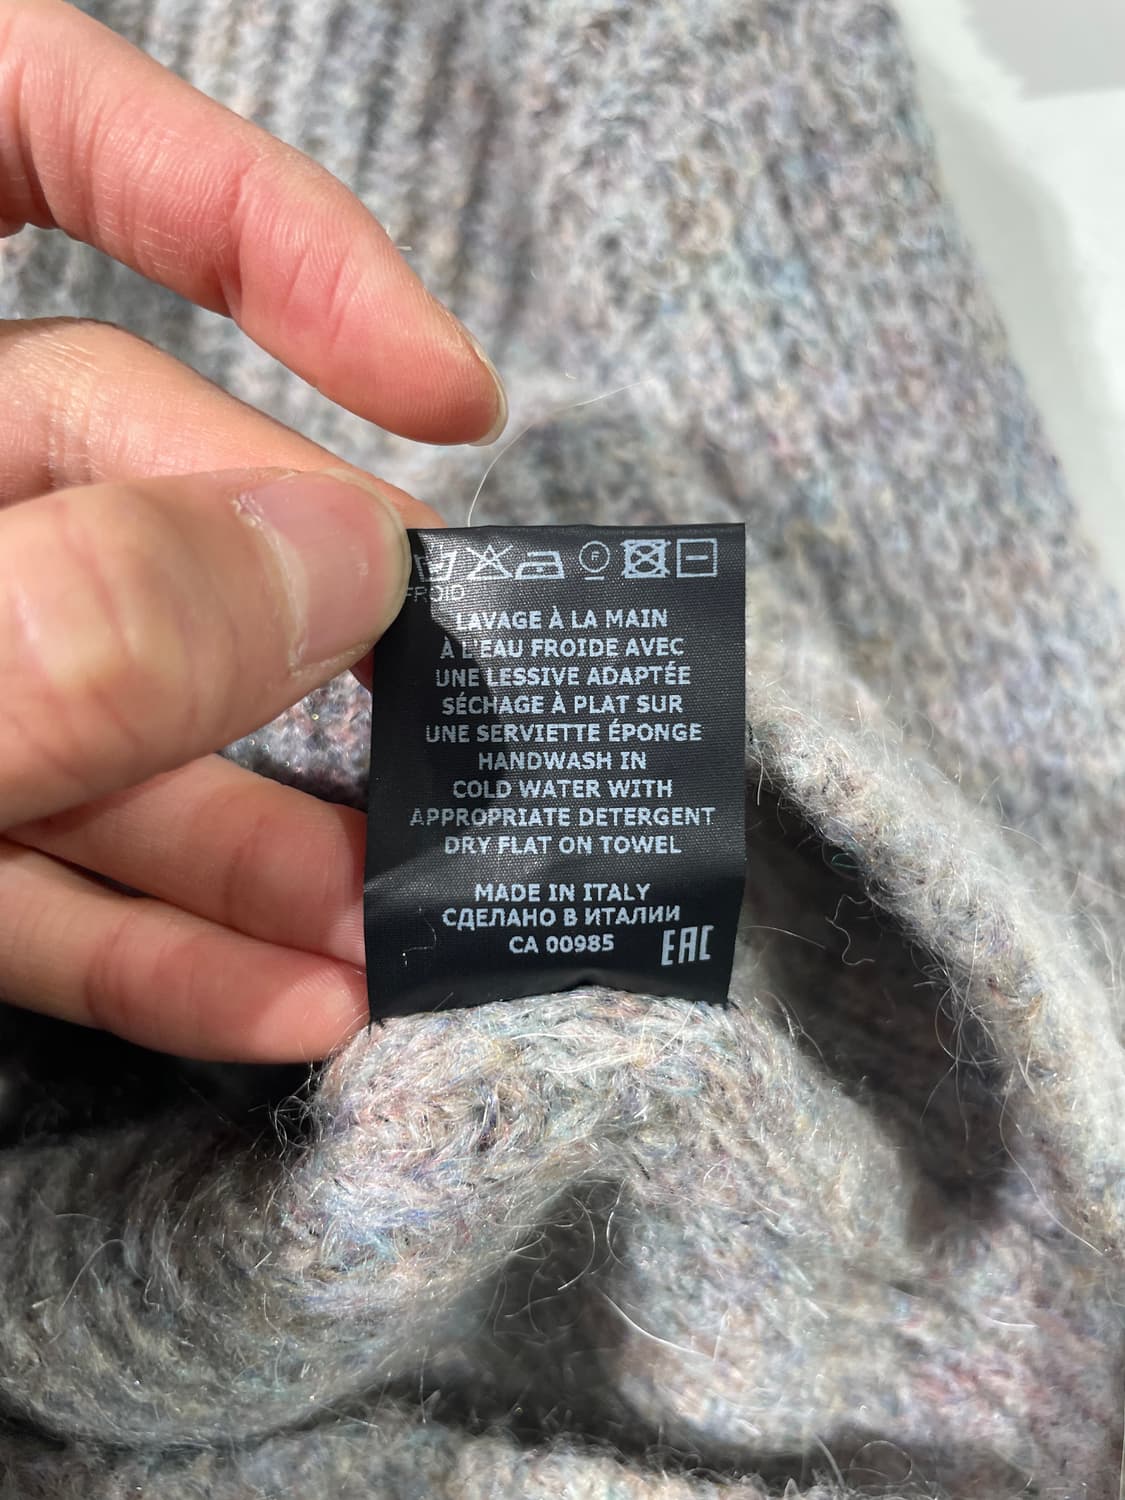 F
FROID
LAVAGE À LA MAIN
À L'EAU FROIDE AVEC
UNE LESSIVE ADAPTÉE
SÉCHAGE À PLAT SUR
UNE SERVIETTE ÉPONGE
HANDWASH IN
COLD WATER WITH
APPROPRIATE DETERGENT
DRY FLAT ON TOWEL
MADE IN ITALY
СДЕЛАНО В ИТАЛИИ
CA 00985
EAC